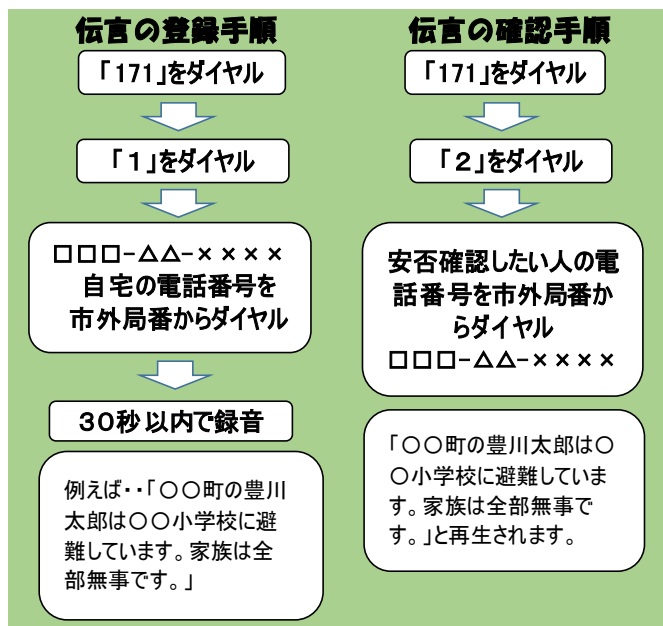 伝言の登録手順
「171」をダイヤル
「1」をダイヤル
□□□-△△-××××
自宅の電話番号を
市外局番からダイヤル
30秒以内で録音
例えば・・「○○町の豊川
太郎は○○小学校に避
難しています。家族は全
部無事です。」
伝言の確認手順
「171」をダイヤル
「2」をダイヤル
安否確認したい人の電
話番号を市外局番か
らダイヤル
□□□-△△-××××
「○○町の豊川太郎は○
○小学校に避難していま
す。家族は全部無事で
す。」と再生されます。